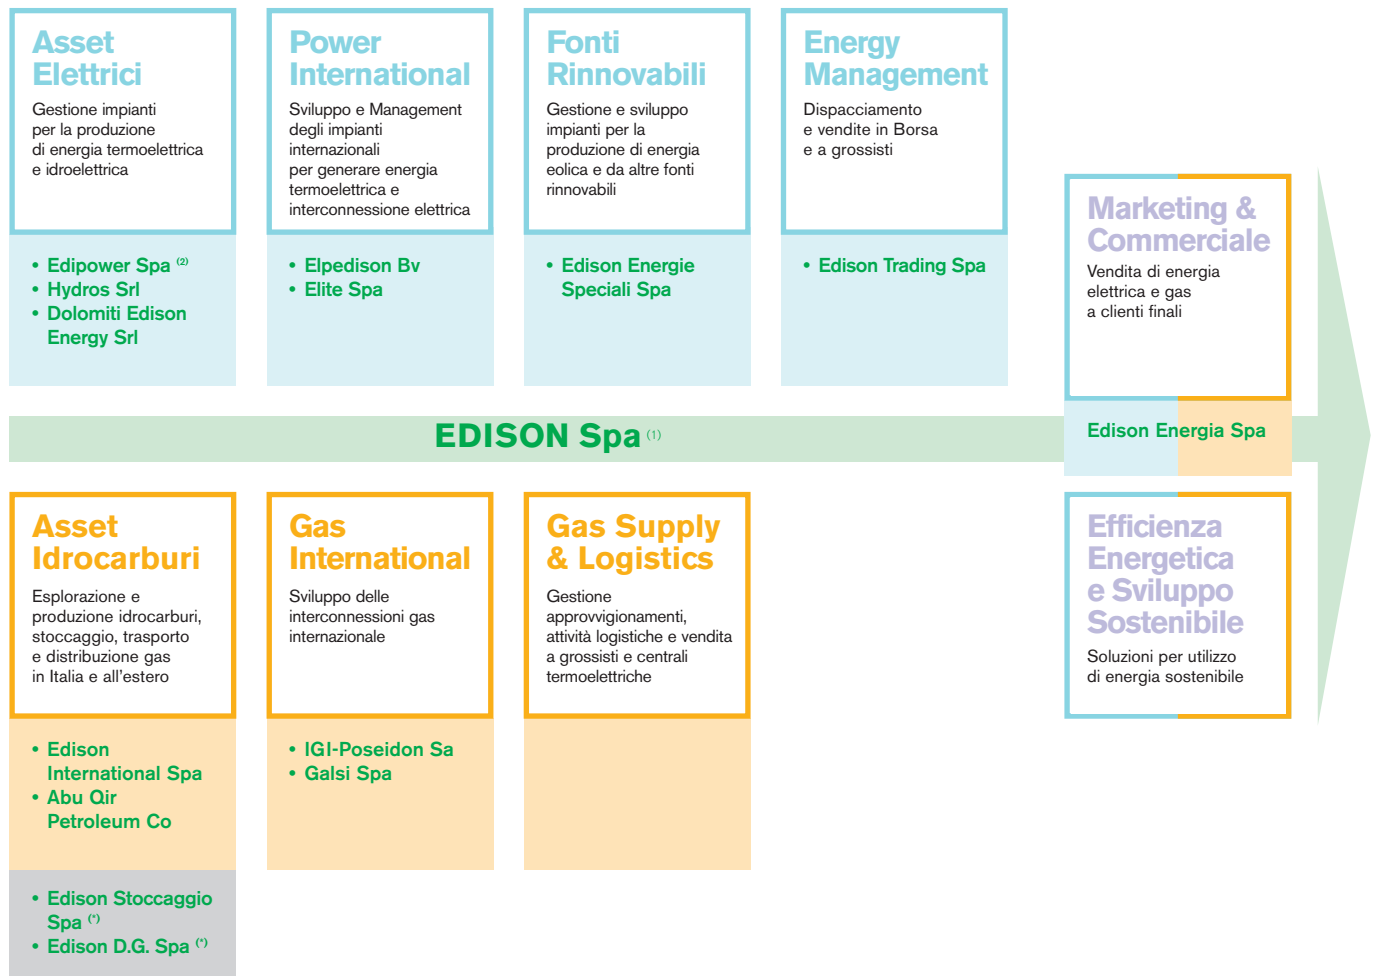 Asset
Elettrici
Gestione impianti
per la produzione
di energia termoelettrica
e idroelettrica
• Edipower Spa (2)
• Hydros Srl
• Dolomiti Edison
Energy Srl
Power
International
Sviluppo e Management
degli impianti
internazionali
per generare energia
termoelettrica e
interconnessione elettrica
• Elpedison Bv
• Elite Spa
Fonti
Rinnovabili
Gestione e sviluppo
impianti per la
produzione di energia
eolica e da altre fonti
rinnovabili
• Edison Energie
Speciali Spa
Energy
Management
Dispacciamento
e vendite in Borsa
e a grossisti
• Edison Trading Spa
Marketing &
Commerciale
Vendita di energia
elettrica e gas
a clienti finali
Edison Energia Spa
EDISON Spa (1)
Asset
Idrocarburi
Esplorazione e
produzione idrocarburi,
stoccaggio, trasporto
e distribuzione gas
in Italia e all'estero
• Edison
International Spa
• Abu Qir
Petroleum Co
• Edison Stoccaggio
Spa (*)
• Edison D.G. Spa (*)
Gas
International
Sviluppo delle
interconnessioni gas
internazionale
• IGI-Poseidon Sa
• Galsi Spa
Gas Supply
& Logistics
Gestione
approvvigionamenti,
attività logistiche e vendita
a grossisti e centrali
termoelettriche
Efficienza
Energetica
e Sviluppo
Sostenibile
Soluzioni per utilizzo
di energia sostenibile